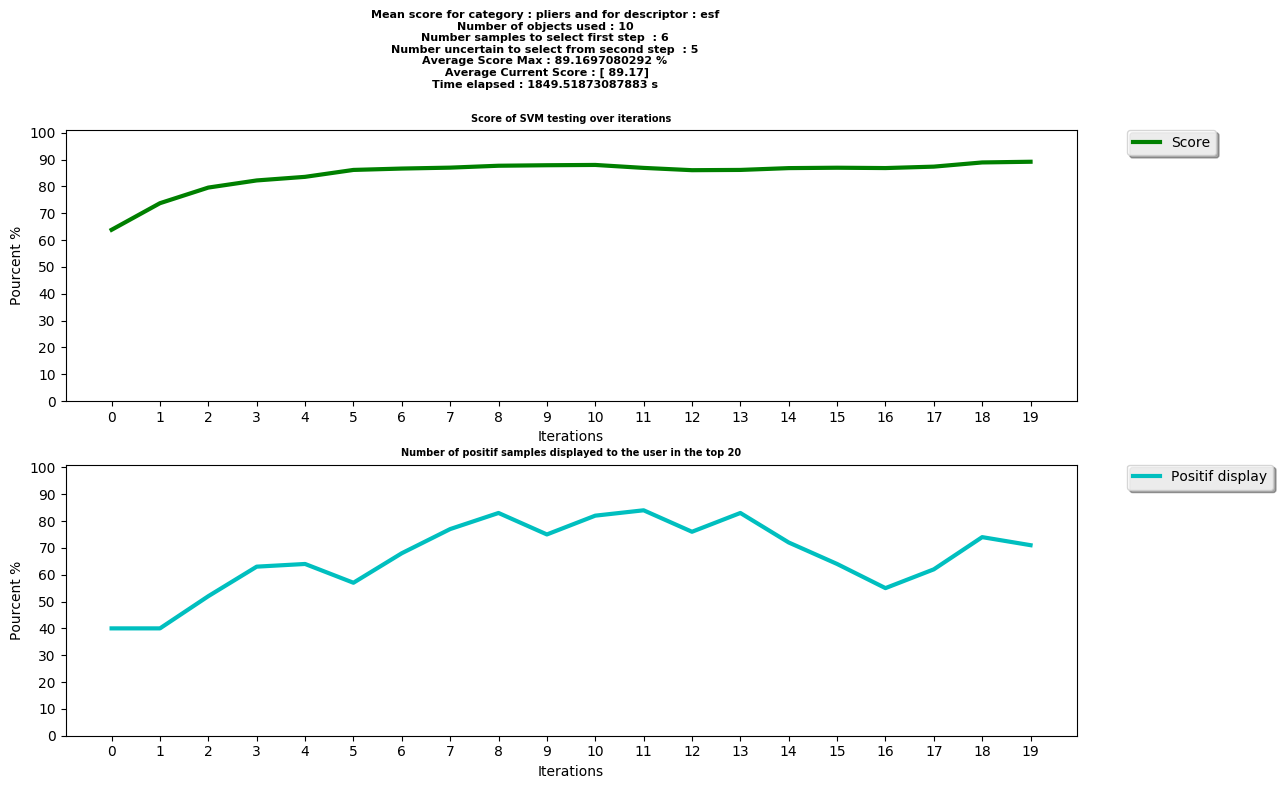 Mean score for category : pliers and for descriptor : esf
Number of objects used : 10
Number samples to select first step  : 6
Number uncertain to select from second step  : 5
Average Score Max : 89.1697080292 %
Average Current Score : [ 89.17]
Time elapsed : 1849.51873087883 s
Score of SVM testing over iterations
Score
Pourcent %
100
90
80
70
60
50
40
30
20
10
0
0 1 2 3 4 5 6 7 8 9 10 11 12 13 14 15 16 17 18 19
Iterations
Number of positif samples displayed to the user in the top 20
Positif display
Pourcent %
100
90
80
70
60
50
40
30
20
10
0
0 1 2 3 4 5 6 7 8 9 10 11 12 13 14 15 16 17 18 19
Iterations